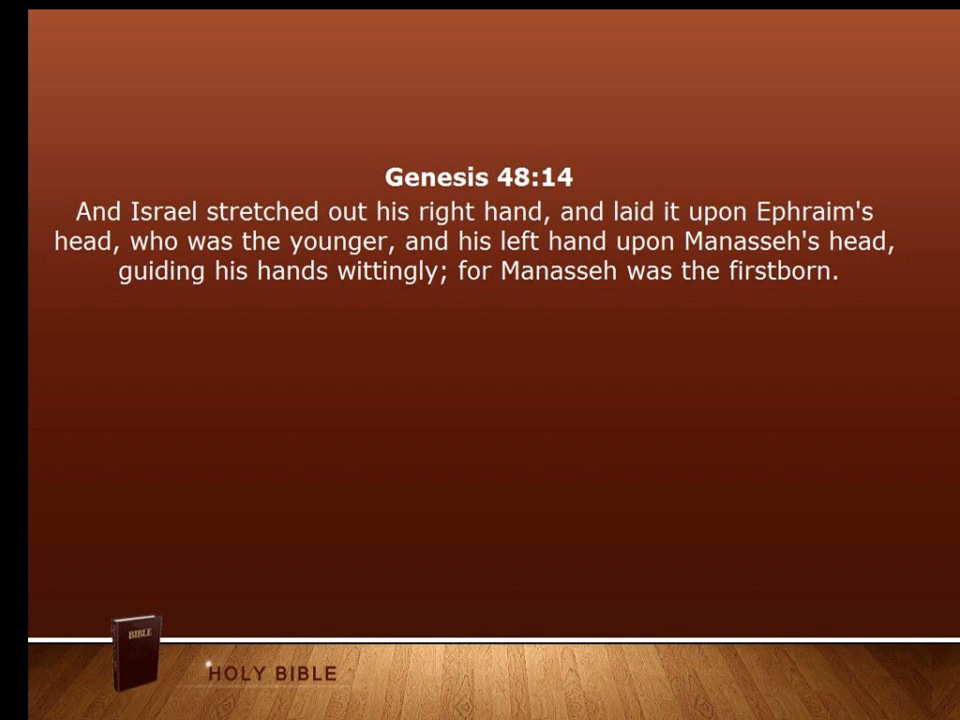 Genesis 48:14
And Israel stretched out his right hand, and laid it upon Ephraim's
head, who was the younger, and his left hand upon Manasseh's head,
guiding his hands wittingly; for Manasseh was the firstborn.
BIBLE
HOLY BIBLE